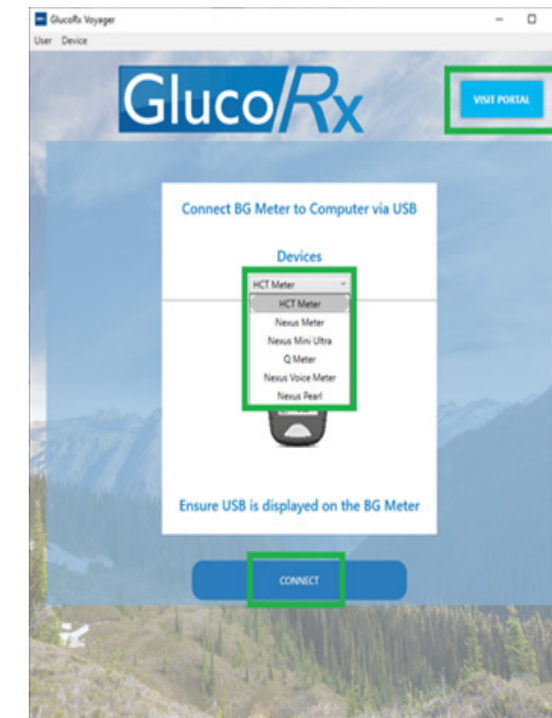 GlucoRx Voyager
User Device
Gluco/Rx
VISIT PORTAL
Connect BG Meter to Computer via USB
Devices
HCT Meter
HCT Meter
Nexus Meter
Nexus Mini Ultra
Q Meter
Nexus Voice Meter
Nexus Pearl
Ensure USB is displayed on the BG Meter
CONNECT